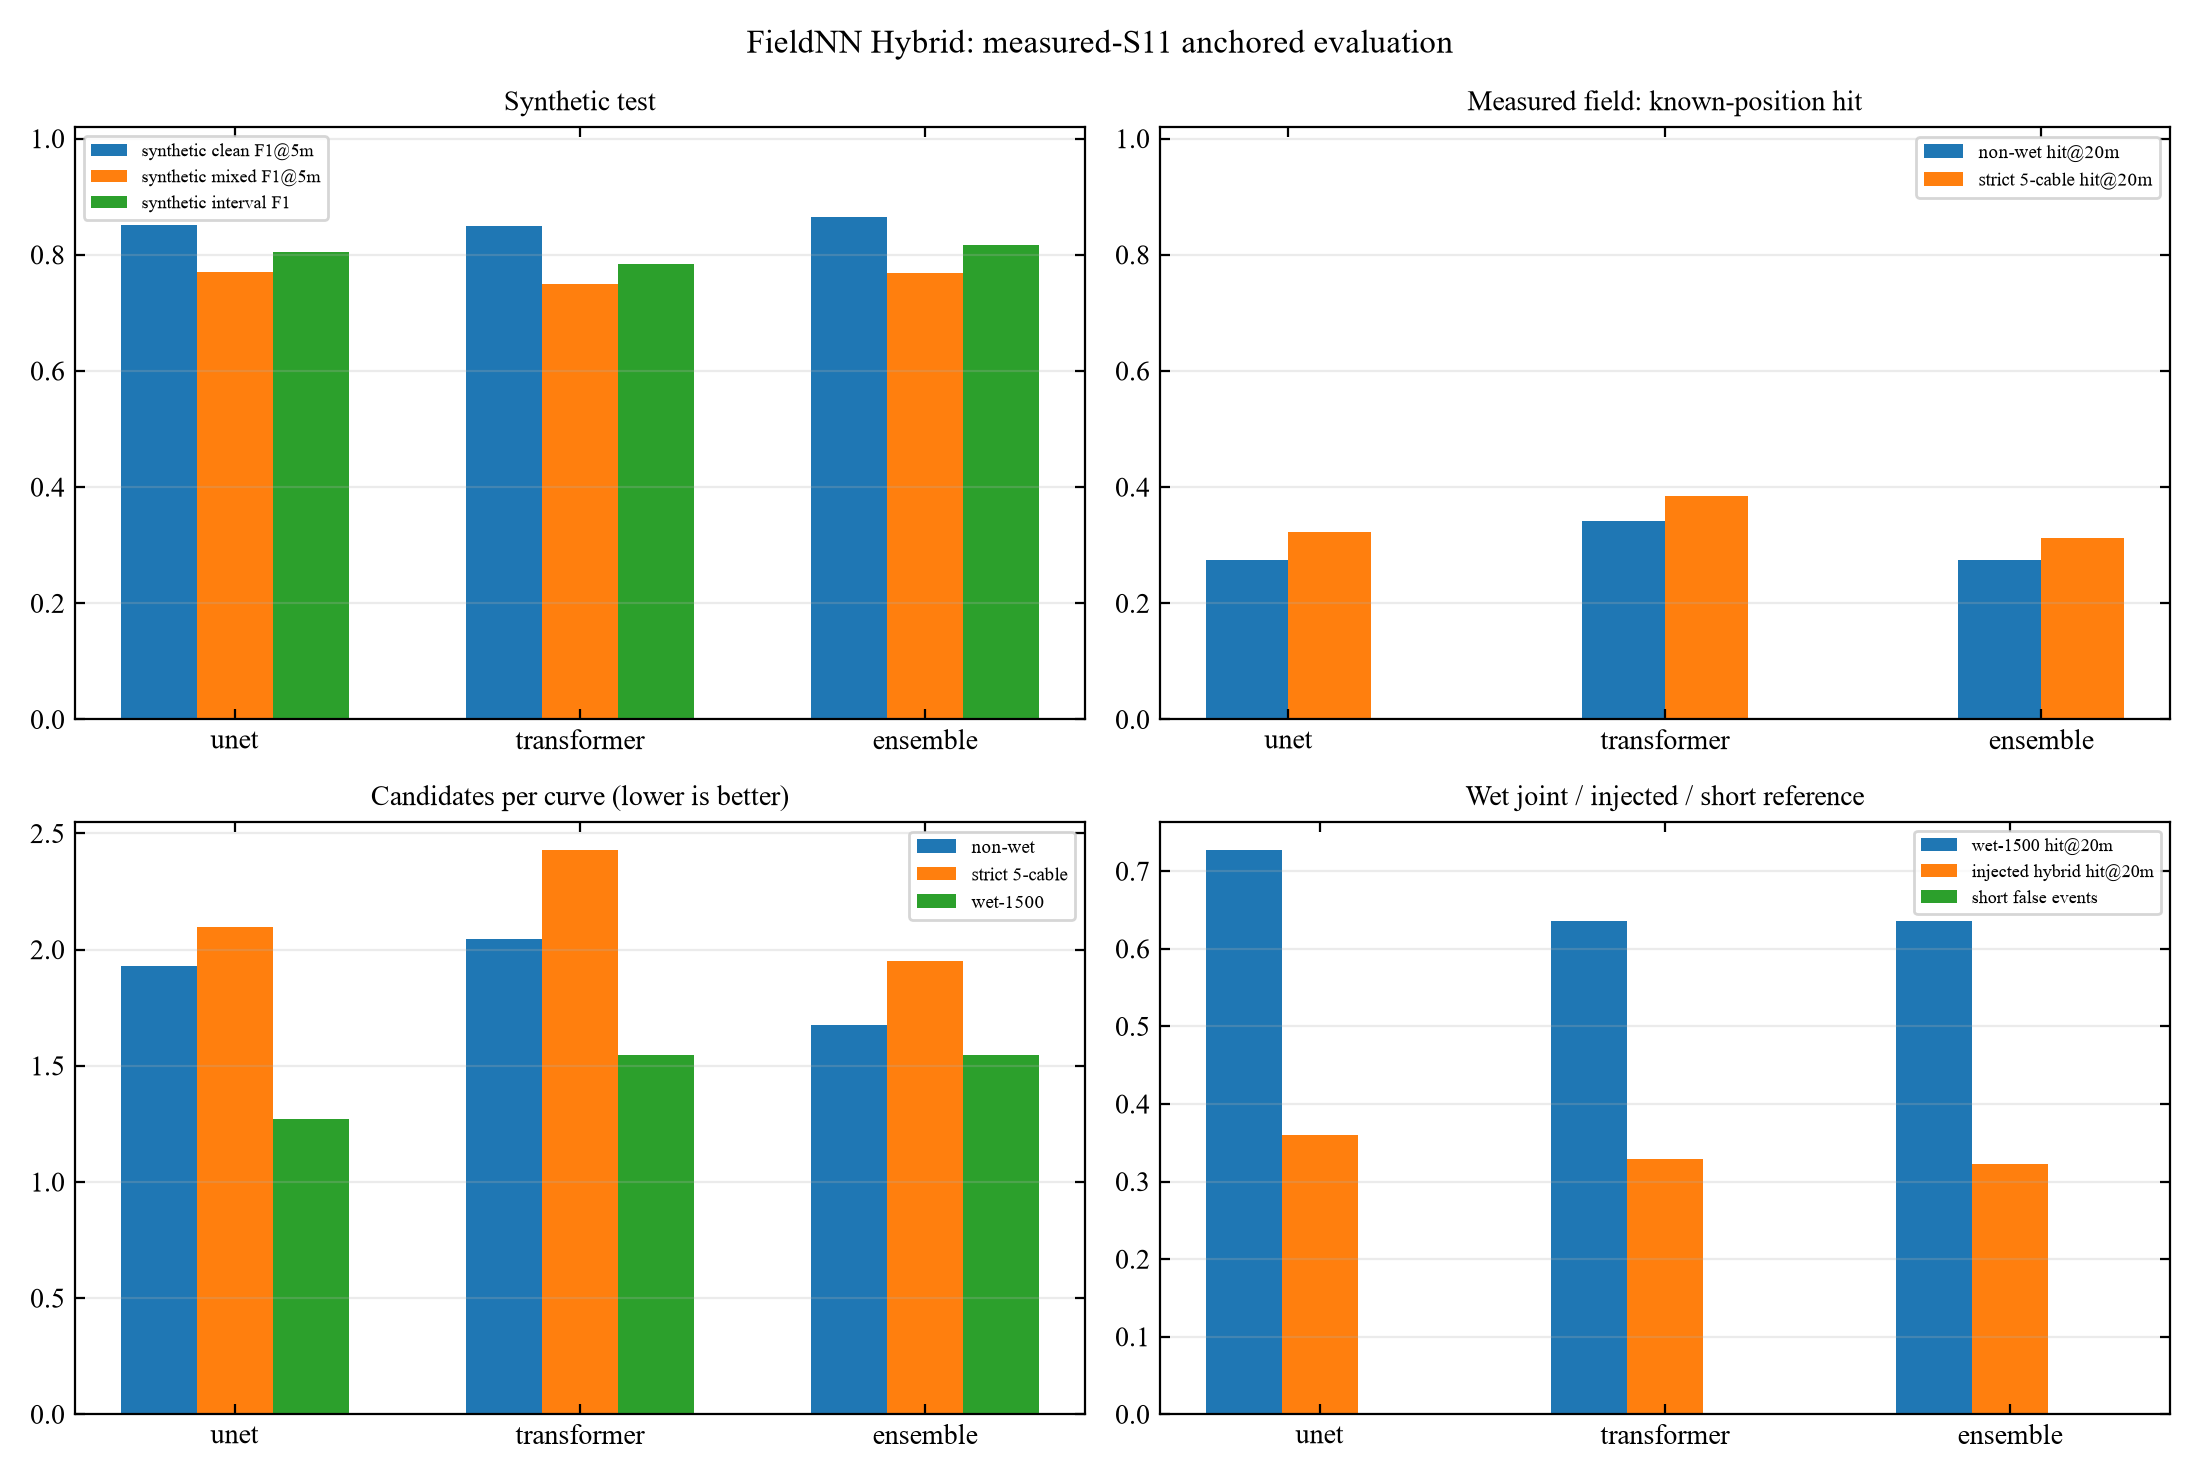 FieldNN Hybrid: measured-S11 anchored evaluation
Synthetic test
1.0
0.8
0.6
0.4
0.2
0.0
synthetic clean F1@5m
synthetic mixed F1@5m
synthetic interval F1
unet
transformer
ensemble
Measured field: known-position hit
1.0
0.8
0.6
0.4
0.2
0.0
non-wet hit@20m
strict 5-cable hit@20m
unet
transformer
ensemble
Candidates per curve (lower is better)
2.5
2.0
1.5
1.0
0.5
0.0
non-wet
strict 5-cable
wet-1500
unet
transformer
ensemble
Wet joint / injected / short reference
0.7
0.6
0.5
0.4
0.3
0.2
0.1
0.0
wet-1500 hit@20m
injected hybrid hit@20m
short false events
unet
transformer
ensemble